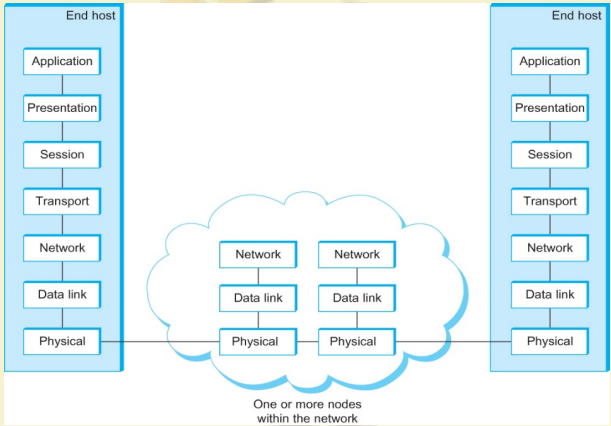 End host
Application
Presentation
Session
Transport
Network
Data link
Physical
Network
Data link
Physical
Network
Data link
Physical
One or more nodes
within the network
End host
Application
Presentation
Session
Transport
Network
Data link
Physical